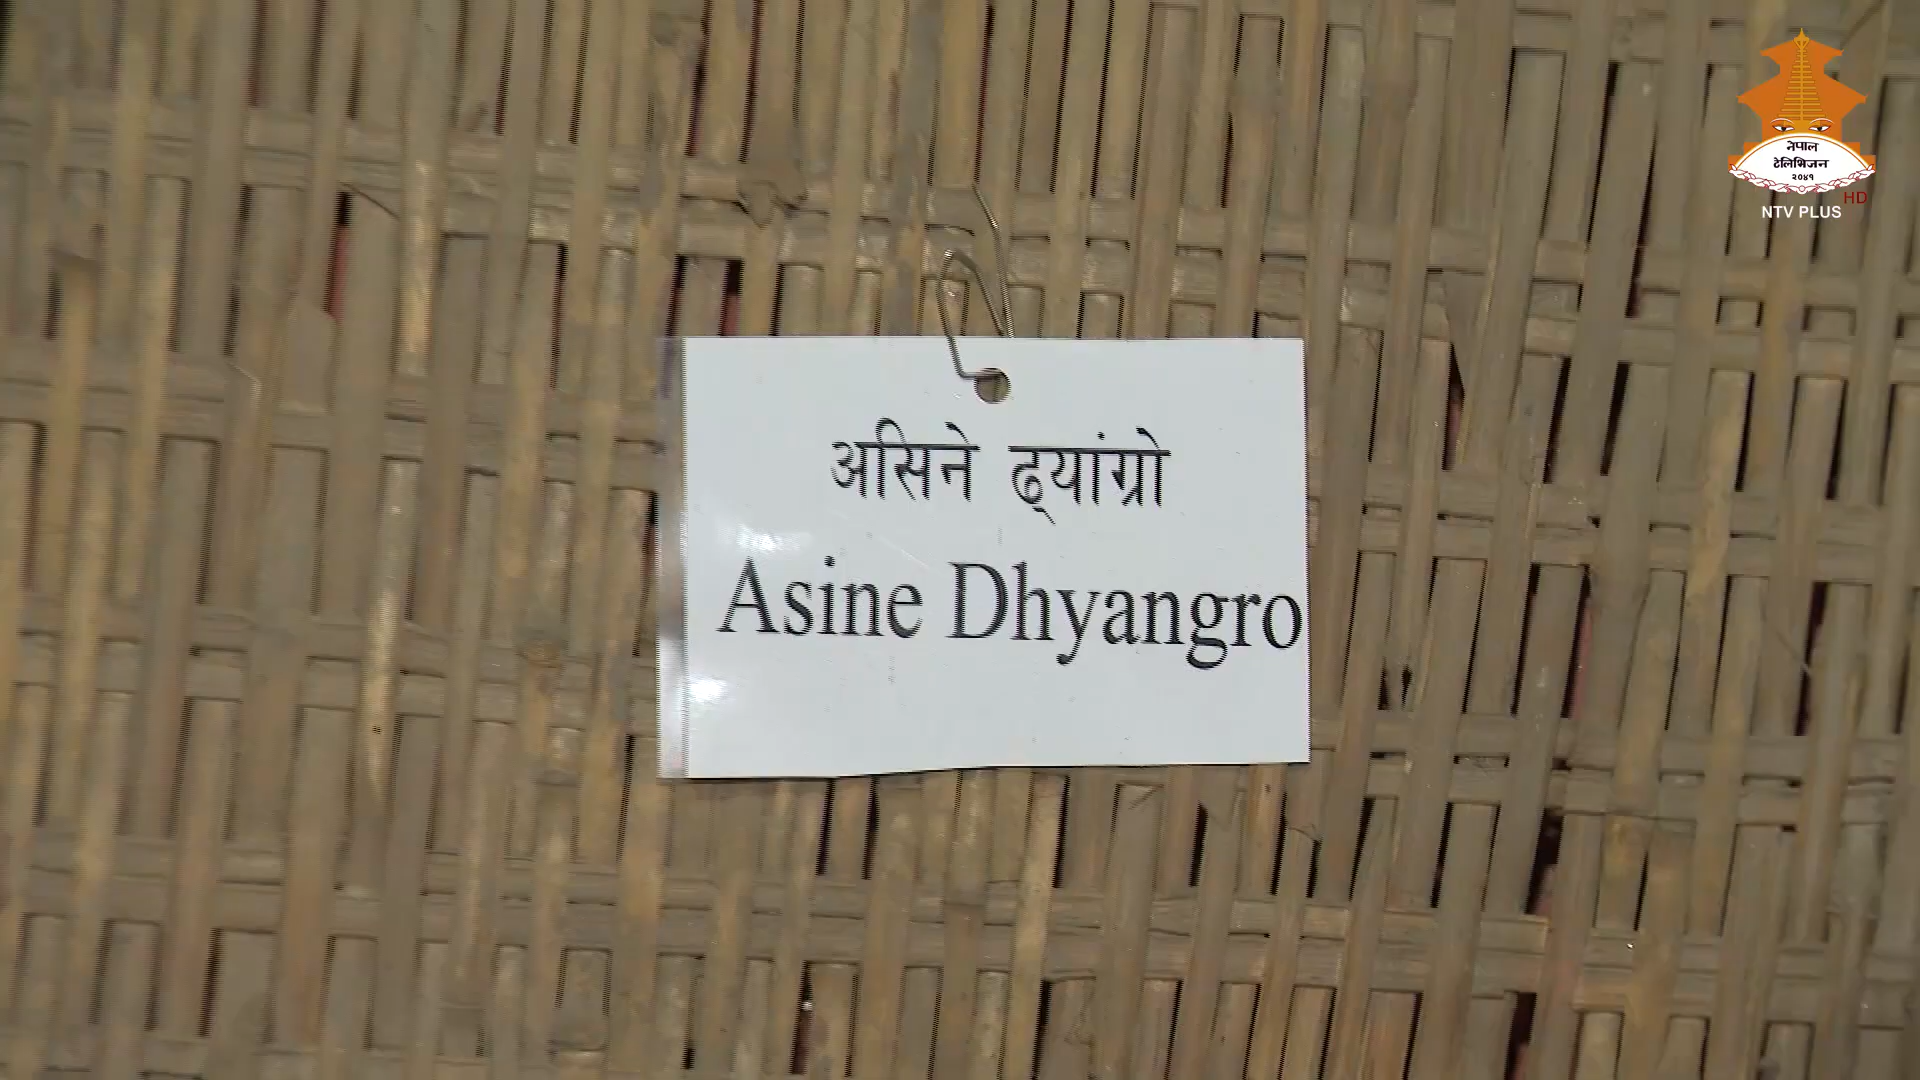 असिने ढ्यांग्रो
Asine Dhyangro
नेपाल
टेलिभिजन
२०४१
HD
NTV PLUS